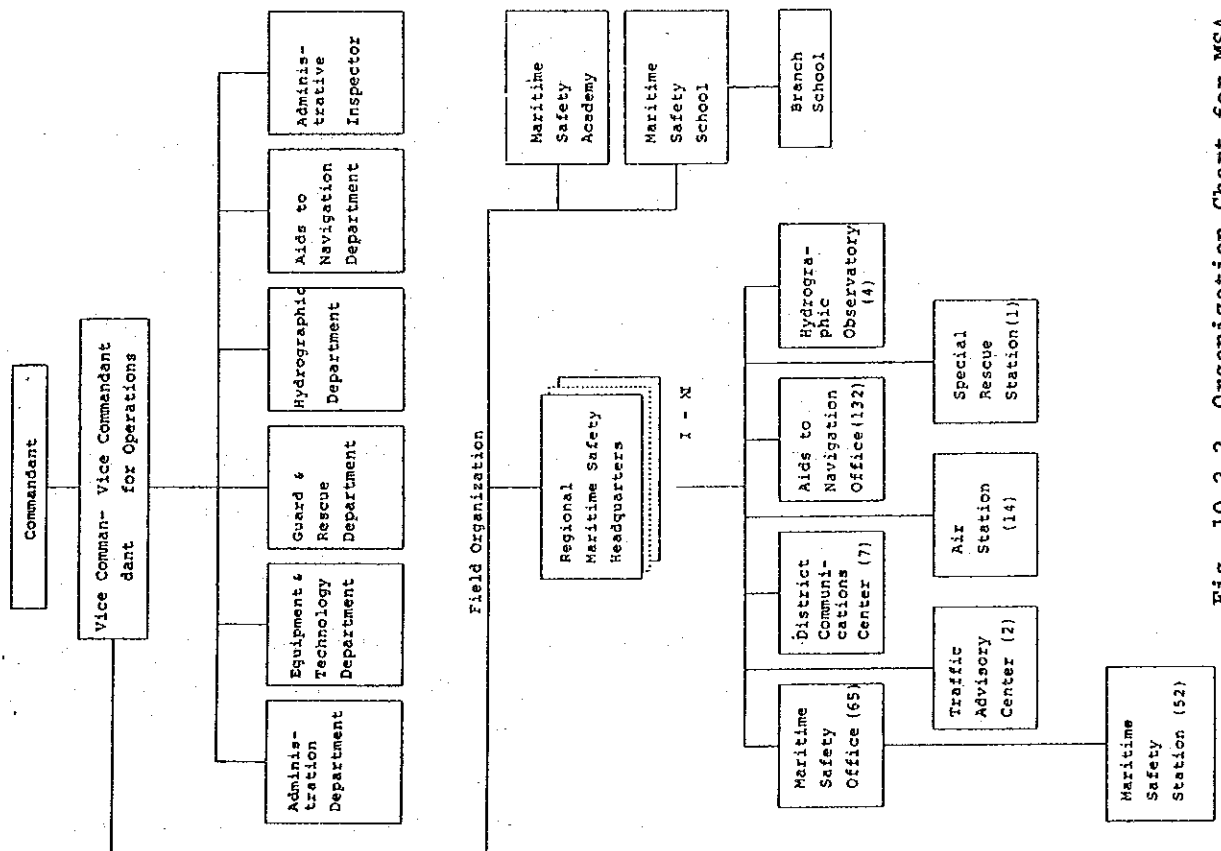 Commandant
Vice Comman- Vice Commandant
dant for Operations
Adminis-
tration
Department
Equipment &
Technology
Department
Guard &
Rescue
Department
Hydrographic
Department
Aids to
Navigation
Department
Adminis-
trative
Inspector
Field Organization
Regional
Maritime Safety
Headquarters
I - XI
Maritime
Safety
Academy
Maritime
Safety
School
Branch
School
Maritime
Safety
Office (65)
District
Communi-
cations
Center (7)
Aids to
Navigation
Office (132)
Hydrogra-
phic
Observatory
(4)
Traffic
Advisory
Center (2)
Air
Station
(14)
Special
Rescue
Station (1)
Maritime
Safety
Station (52)
Fig. 10.3.2 Organization Chart for MSA